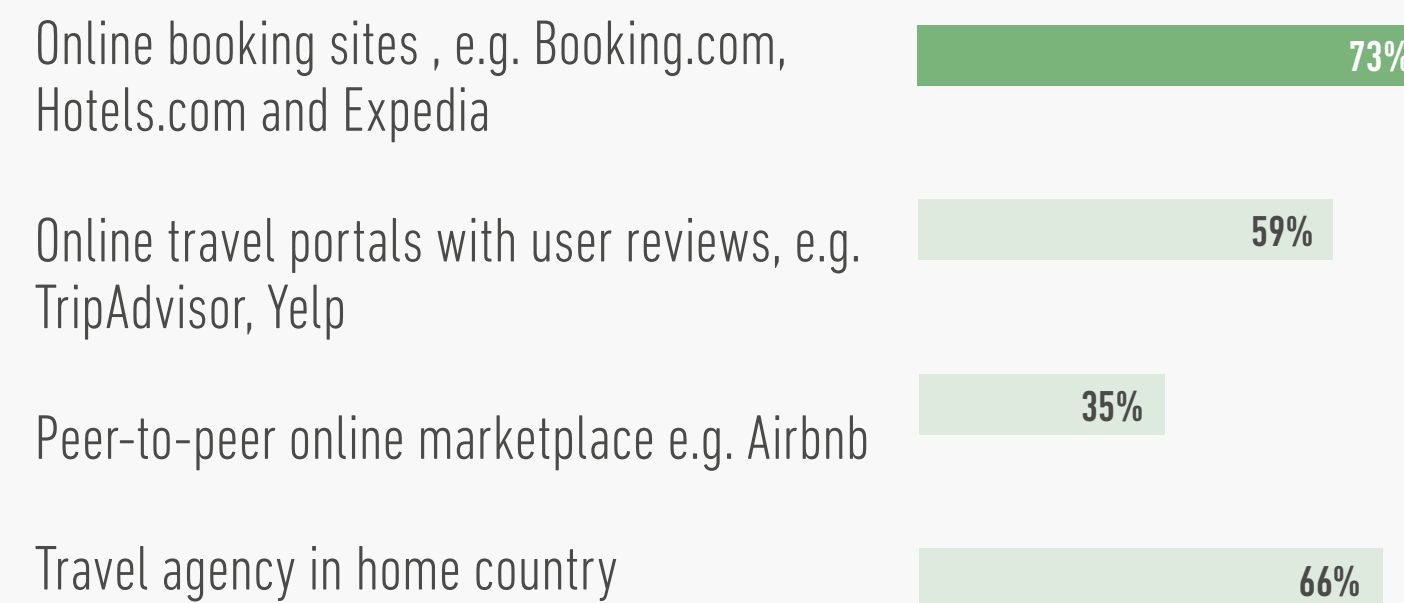 Online booking sites , e.g. Booking.com,
73%
Hotels.com and Expedia
Online travel portals with user reviews, e.g.
59%
TripAdvisor, Yelp
Peer-to-peer online marketplace e.g. Airbnb
35%
Travel agency in home country
66%